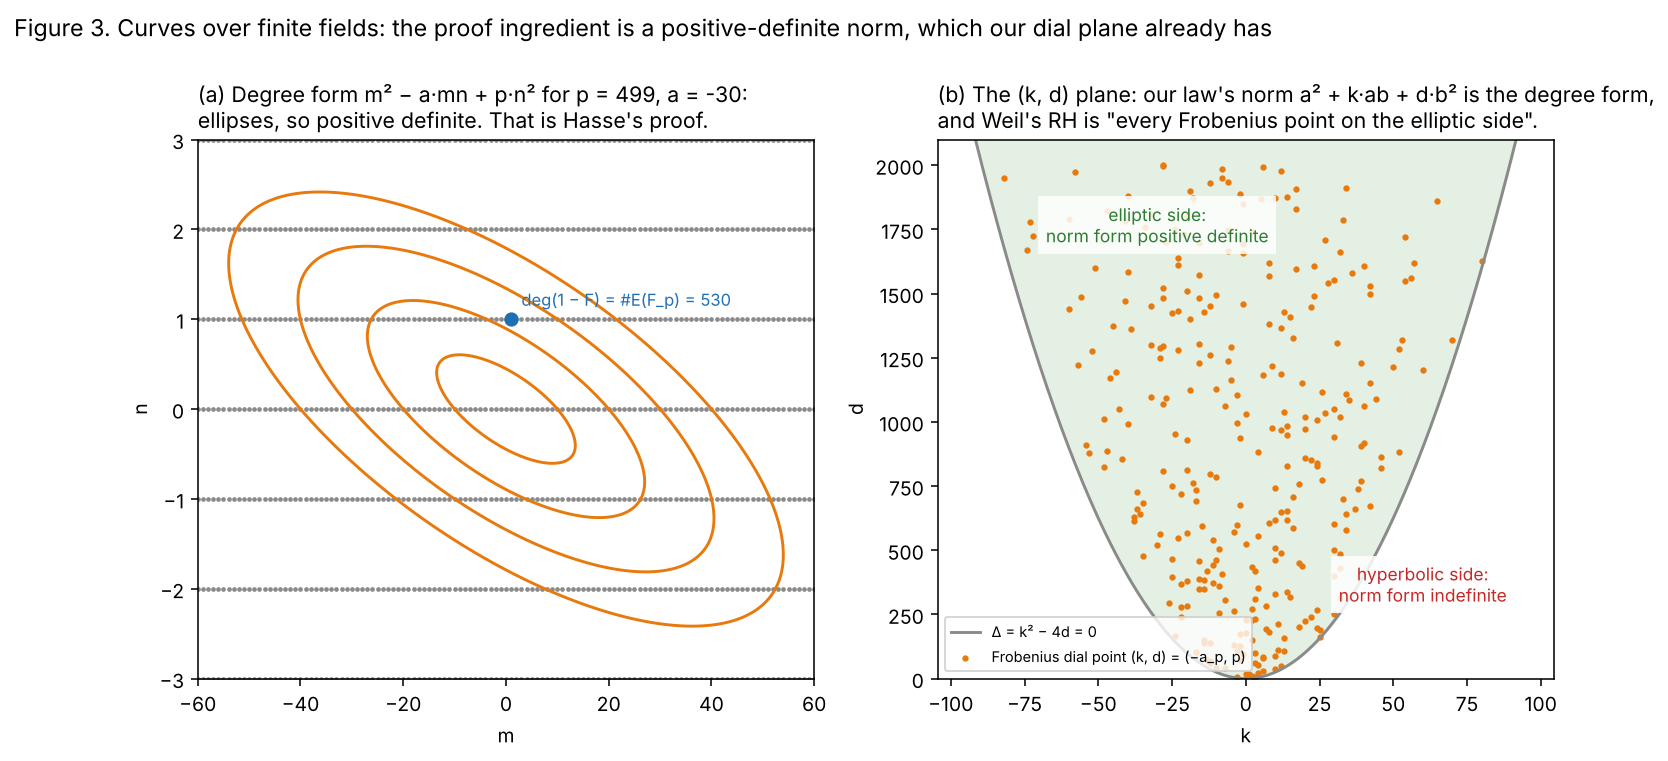 Figure 3. Curves over finite fields: the proof ingredient is a positive-definite norm, which our dial plane already has
(a) Degree form m² − a·mn + p·n² for p = 499, a = -30:
ellipses, so positive definite. That is Hasse's proof.
3
2
1
0
−1
−2
−3
n
deg(1 − F) = #E(F_p) = 530
−60
−40
−20
0
20
40
60
m
(b) The (k, d) plane: our law's norm a² + k·ab + d·b² is the degree form,
and Weil's RH is "every Frobenius point on the elliptic side".
2000
1750
1500
1250
1000
750
500
250
0
d
elliptic side:
norm form positive definite
hyperbolic side:
norm form indefinite
Δ = k² − 4d = 0
Frobenius dial point (k, d) = (−a_p, p)
−100
−75
−50
−25
0
25
50
75
100
k